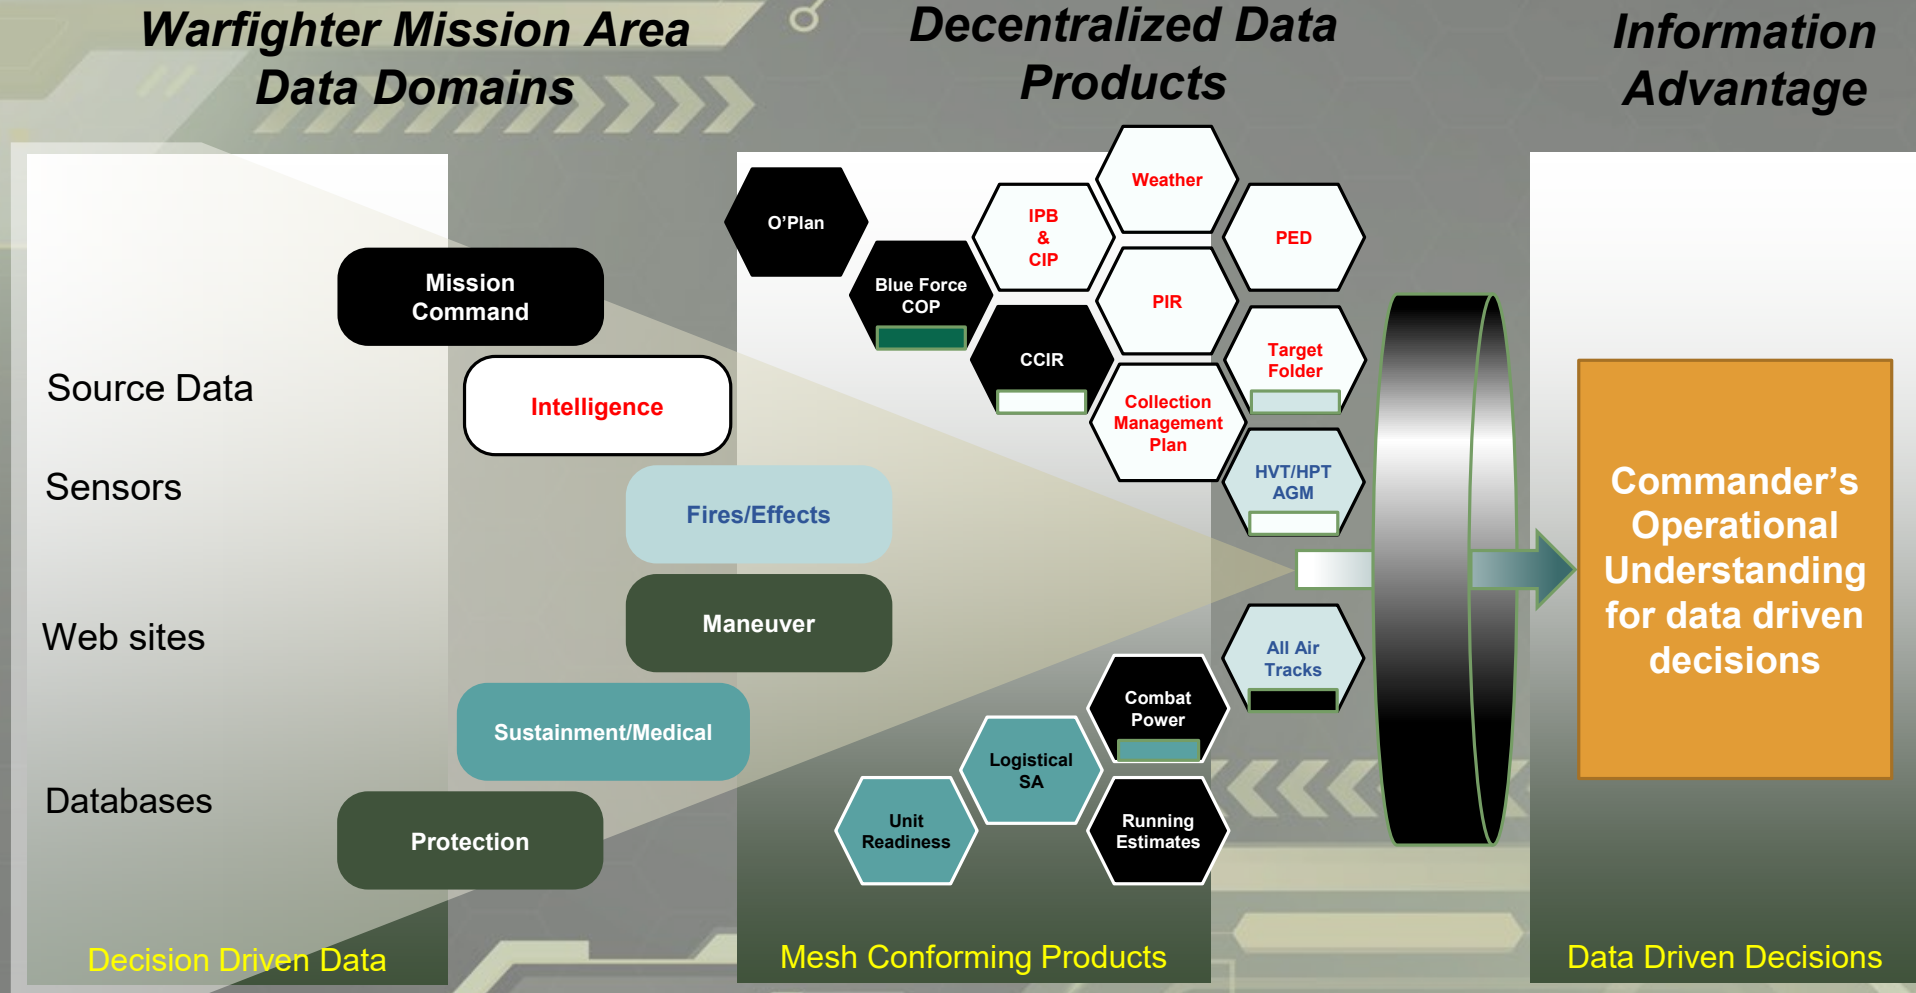 Warfighter Mission Area
Data Domains
Decentralized Data
Products
Information
Advantage
Source Data
Sensors
Web sites
Databases
Mission
Command
Intelligence
Fires/Effects
Maneuver
Sustainment/Medical
Protection
Decision Driven Data
O’Plan
Blue Force
COP
CCIR
IPB
&
CIP
Weather
PIR
Collection
Management
Plan
PED
Target
Folder
HVT/HPT
AGM
All Air
Tracks
Combat
Power
Logistical
SA
Unit
Readiness
Running
Estimates
Mesh Conforming Products
Commander’s
Operational
Understanding
for data driven
decisions
Data Driven Decisions